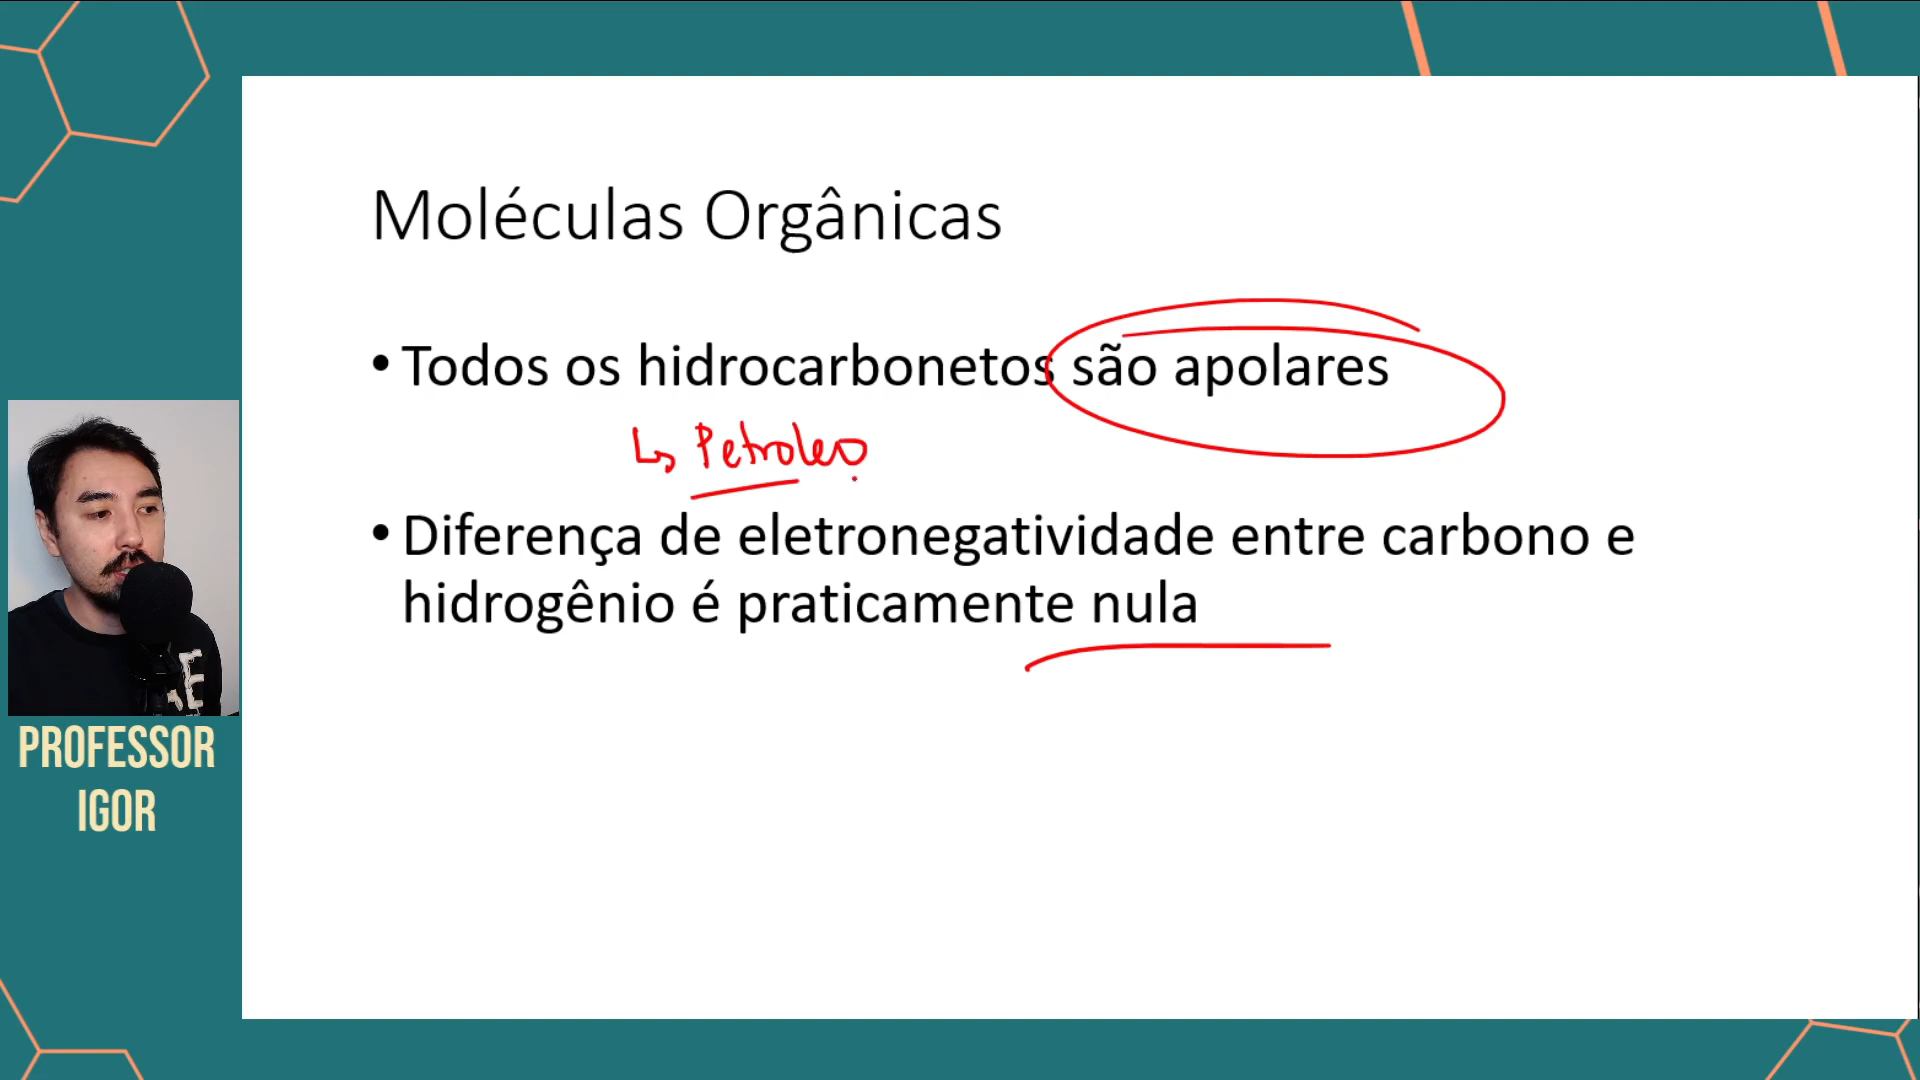 Moléculas Orgânicas
• Todos os hidrocarbonetos são apolares
↳ Petroleo
• Diferença de eletronegatividade entre carbono e
hidrogênio é praticamente nula
PROFESSOR
IGOR